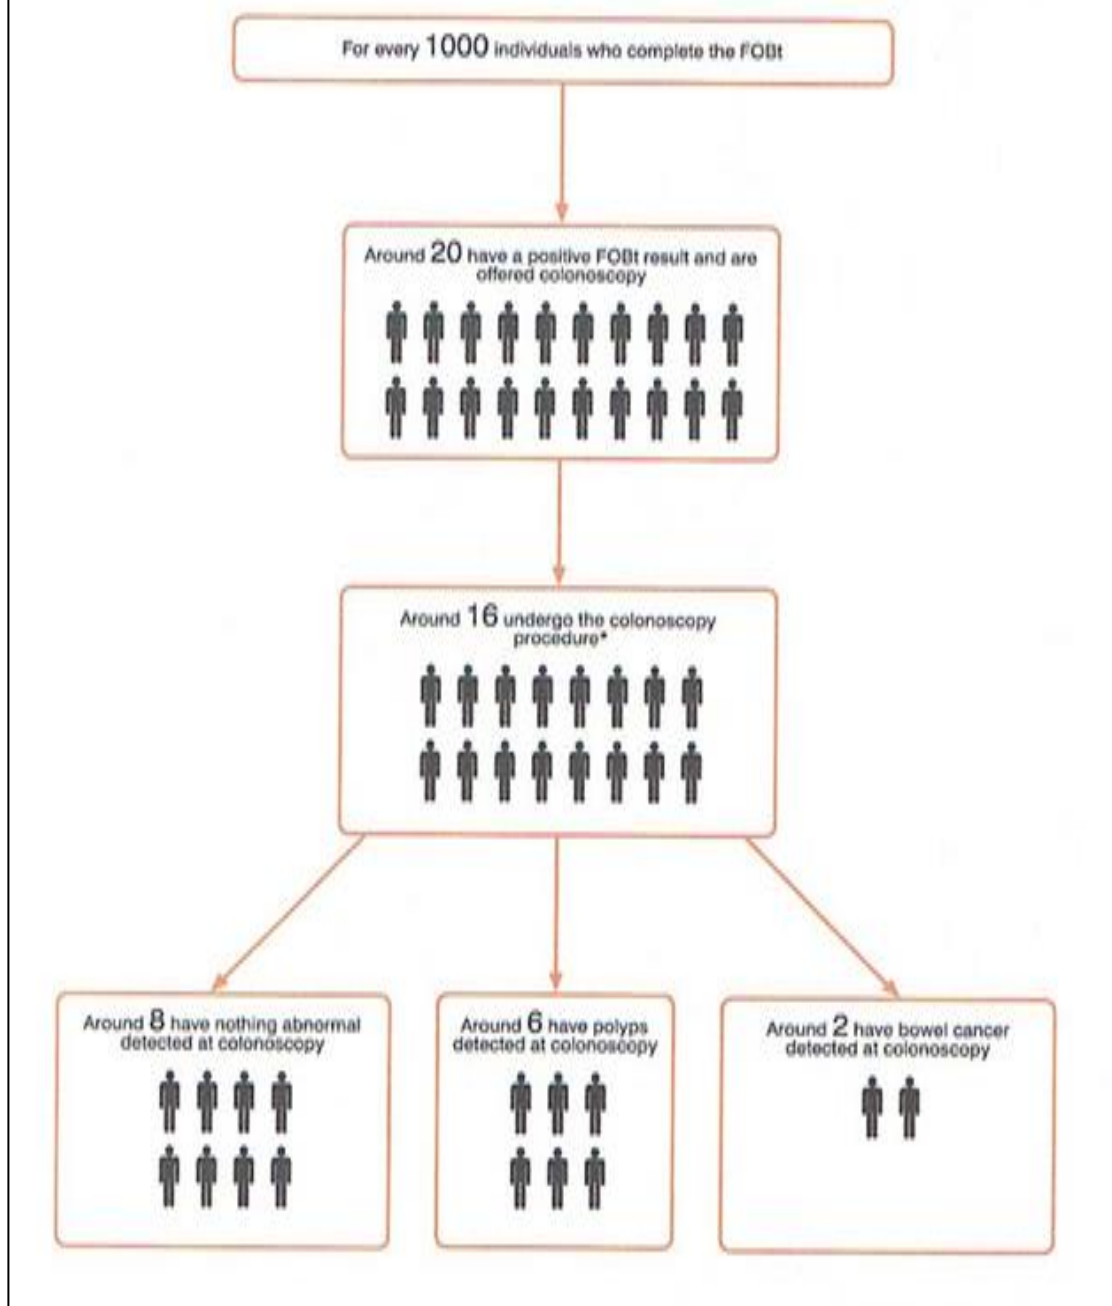 For every 1000 individuals who complete the FOBt
Around 20 have a positive FOBt result and are
offered colonoscopy
Around 16 undergo the colonoscopy
procedure*
Around 8 have nothing abnormal
detected at colonoscopy
Around 6 have polyps
detected at colonoscopy
Around 2 have bowel cancer
detected at colonoscopy